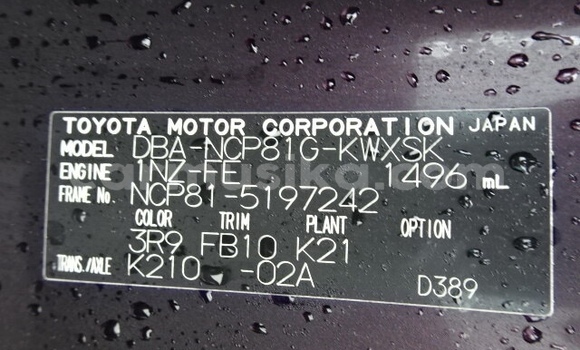 TOYOTA MOTOR CORPORATION JAPAN
MODEL DBA-NCP81G-KWXSK
ENGINE 1NZ-FE 1496 mL
FRAME No. NCP81-5197242
COLOR TRIM PLANT OPTION
3R9 FB10 K21
TRANS./AXLE K210 -02A
D389